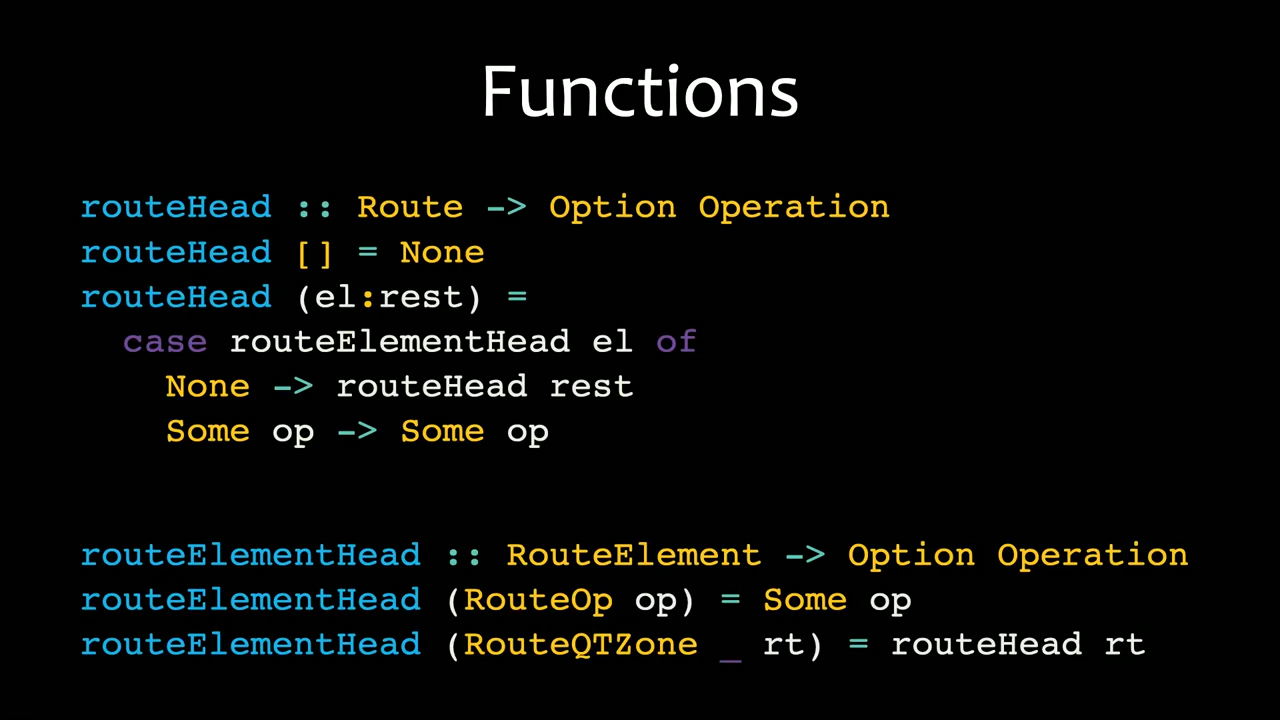 Functions
routeHead :: Route -> Option Operation
routeHead [] = None
routeHead (el:rest) =
  case routeElementHead el of
    None -> routeHead rest
    Some op -> Some op
routeElementHead :: RouteElement -> Option Operation
routeElementHead (RouteOp op) = Some op
routeElementHead (RouteQTZone _ rt) = routeHead rt